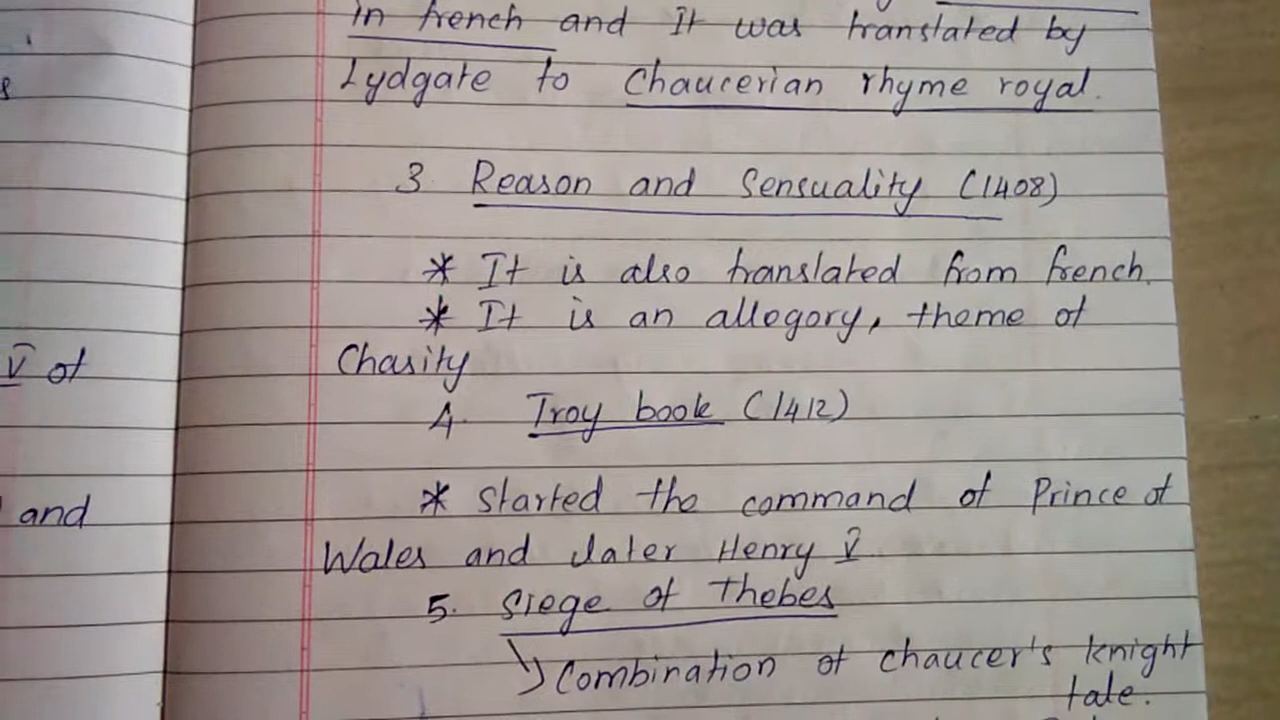 in french and It was translated by
Lydgate to Chaucerian rhyme royal.
3. Reason and Sensuality (1408)
* It is also translated from french.
* It is an allegory, theme of
Chasity
V of
4. Troy book (1412)
* Started the command of Prince of
and
Wales and later Henry V.
5. Siege of Thebes
↳ Combination of chaucer's knight
tale.